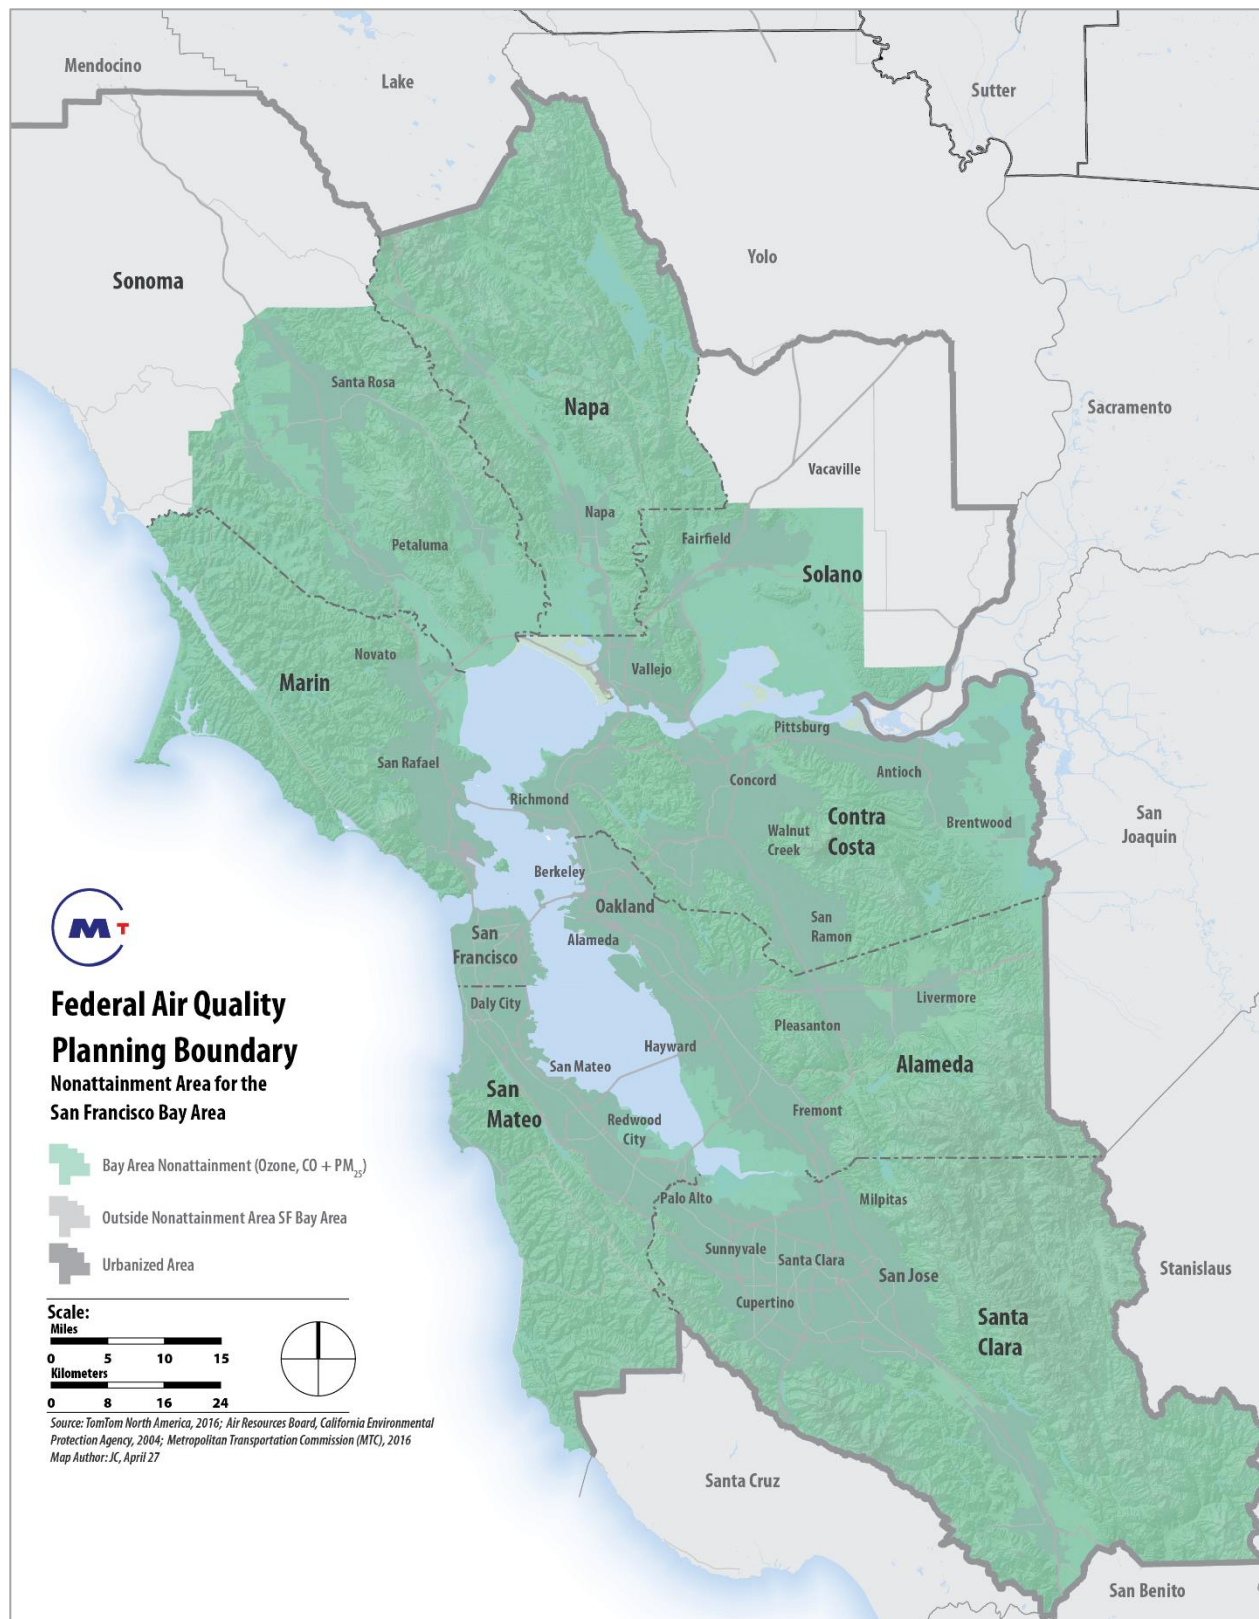 Mendocino
Lake
Sutter
Yolo
Sonoma
Sacramento
Santa Rosa
Napa
Vacaville
Napa
Fairfield
Petaluma
Solano
Novato
Marin
Vallejo
Pittsburg
San Rafael
Concord
Antioch
Richmond
Contra
Costa
Brentwood
San
Joaquin
Walnut
Creek
Berkeley
Oakland
San
Ramon
San
Francisco
Alameda
M T
Federal Air Quality
Planning Boundary
Nonattainment Area for the
San Francisco Bay Area
Daly City
Livermore
Pleasanton
Hayward
San Mateo
Alameda
San
Mateo
Redwood
City
Fremont
Bay Area Nonattainment (Ozone, CO + PM25)
Outside Nonattainment Area SF Bay Area
Urbanized Area
Palo Alto
Milpitas
Sunnyvale
Santa Clara
San Jose
Cupertino
Stanislaus
Santa
Clara
Scale:
Miles
0 5 10 15
Kilometers
0 8 16 24
Source: TomTom North America, 2016; Air Resources Board, California Environmental
Protection Agency, 2004; Metropolitan Transportation Commission (MTC), 2016
Map Author: JC, April 27
Santa Cruz
San Benito